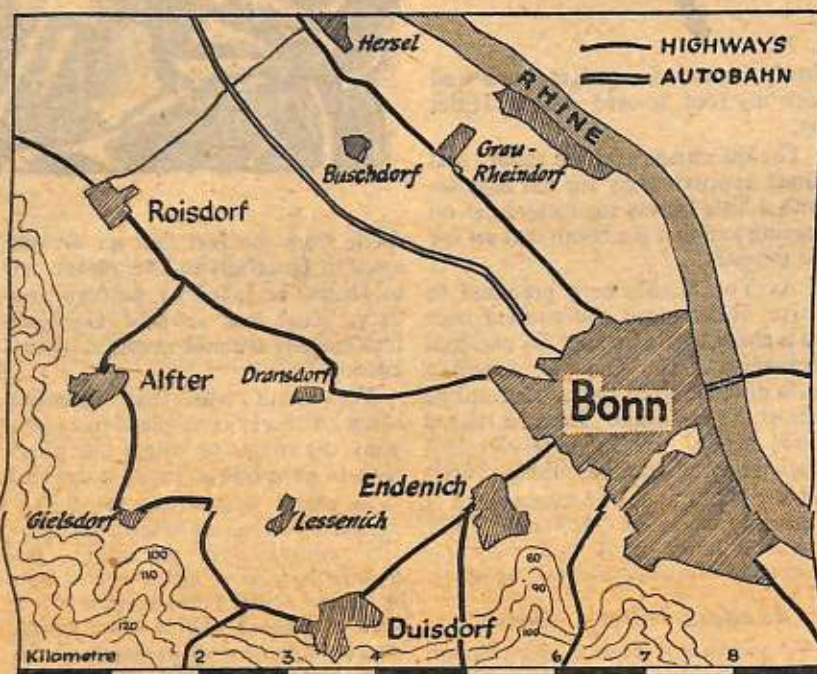 Hersel
HIGHWAYS
AUTOBAHN
RHINE
Buschdorf
Grau-
Rheindorf
Roisdorf
Alfter
Dransdorf
Bonn
Endenich
Gielsdorf
Lessenich
100
110
120
60
90
100
Duisdorf
Kilometre 2 3 4 6 7 8